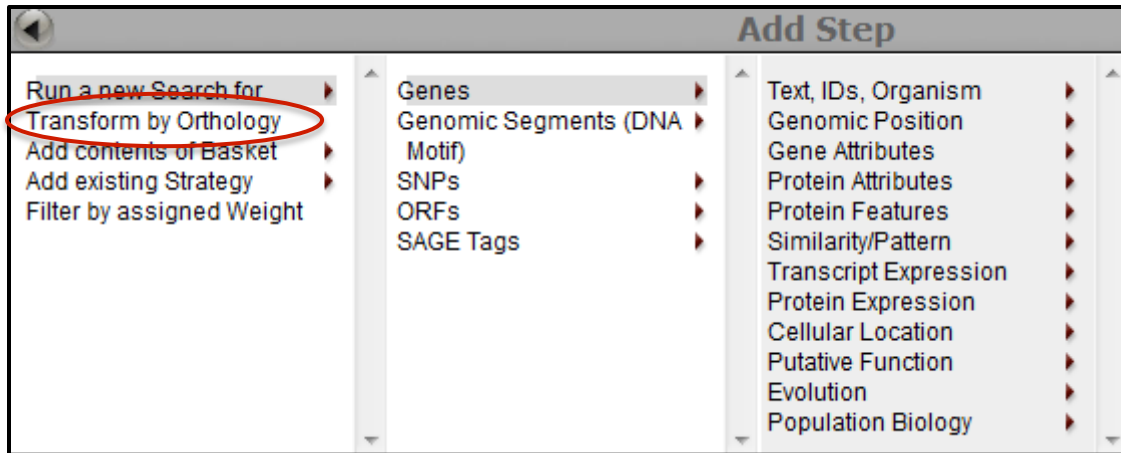 Add Step
Run a new Search for
Transform by Orthology
Add contents of Basket
Add existing Strategy
Filter by assigned Weight
Genes
Genomic Segments (DNA
Motif)
SNPs
ORFs
SAGE Tags
Text, IDs, Organism
Genomic Position
Gene Attributes
Protein Attributes
Protein Features
Similarity/Pattern
Transcript Expression
Protein Expression
Cellular Location
Putative Function
Evolution
Population Biology